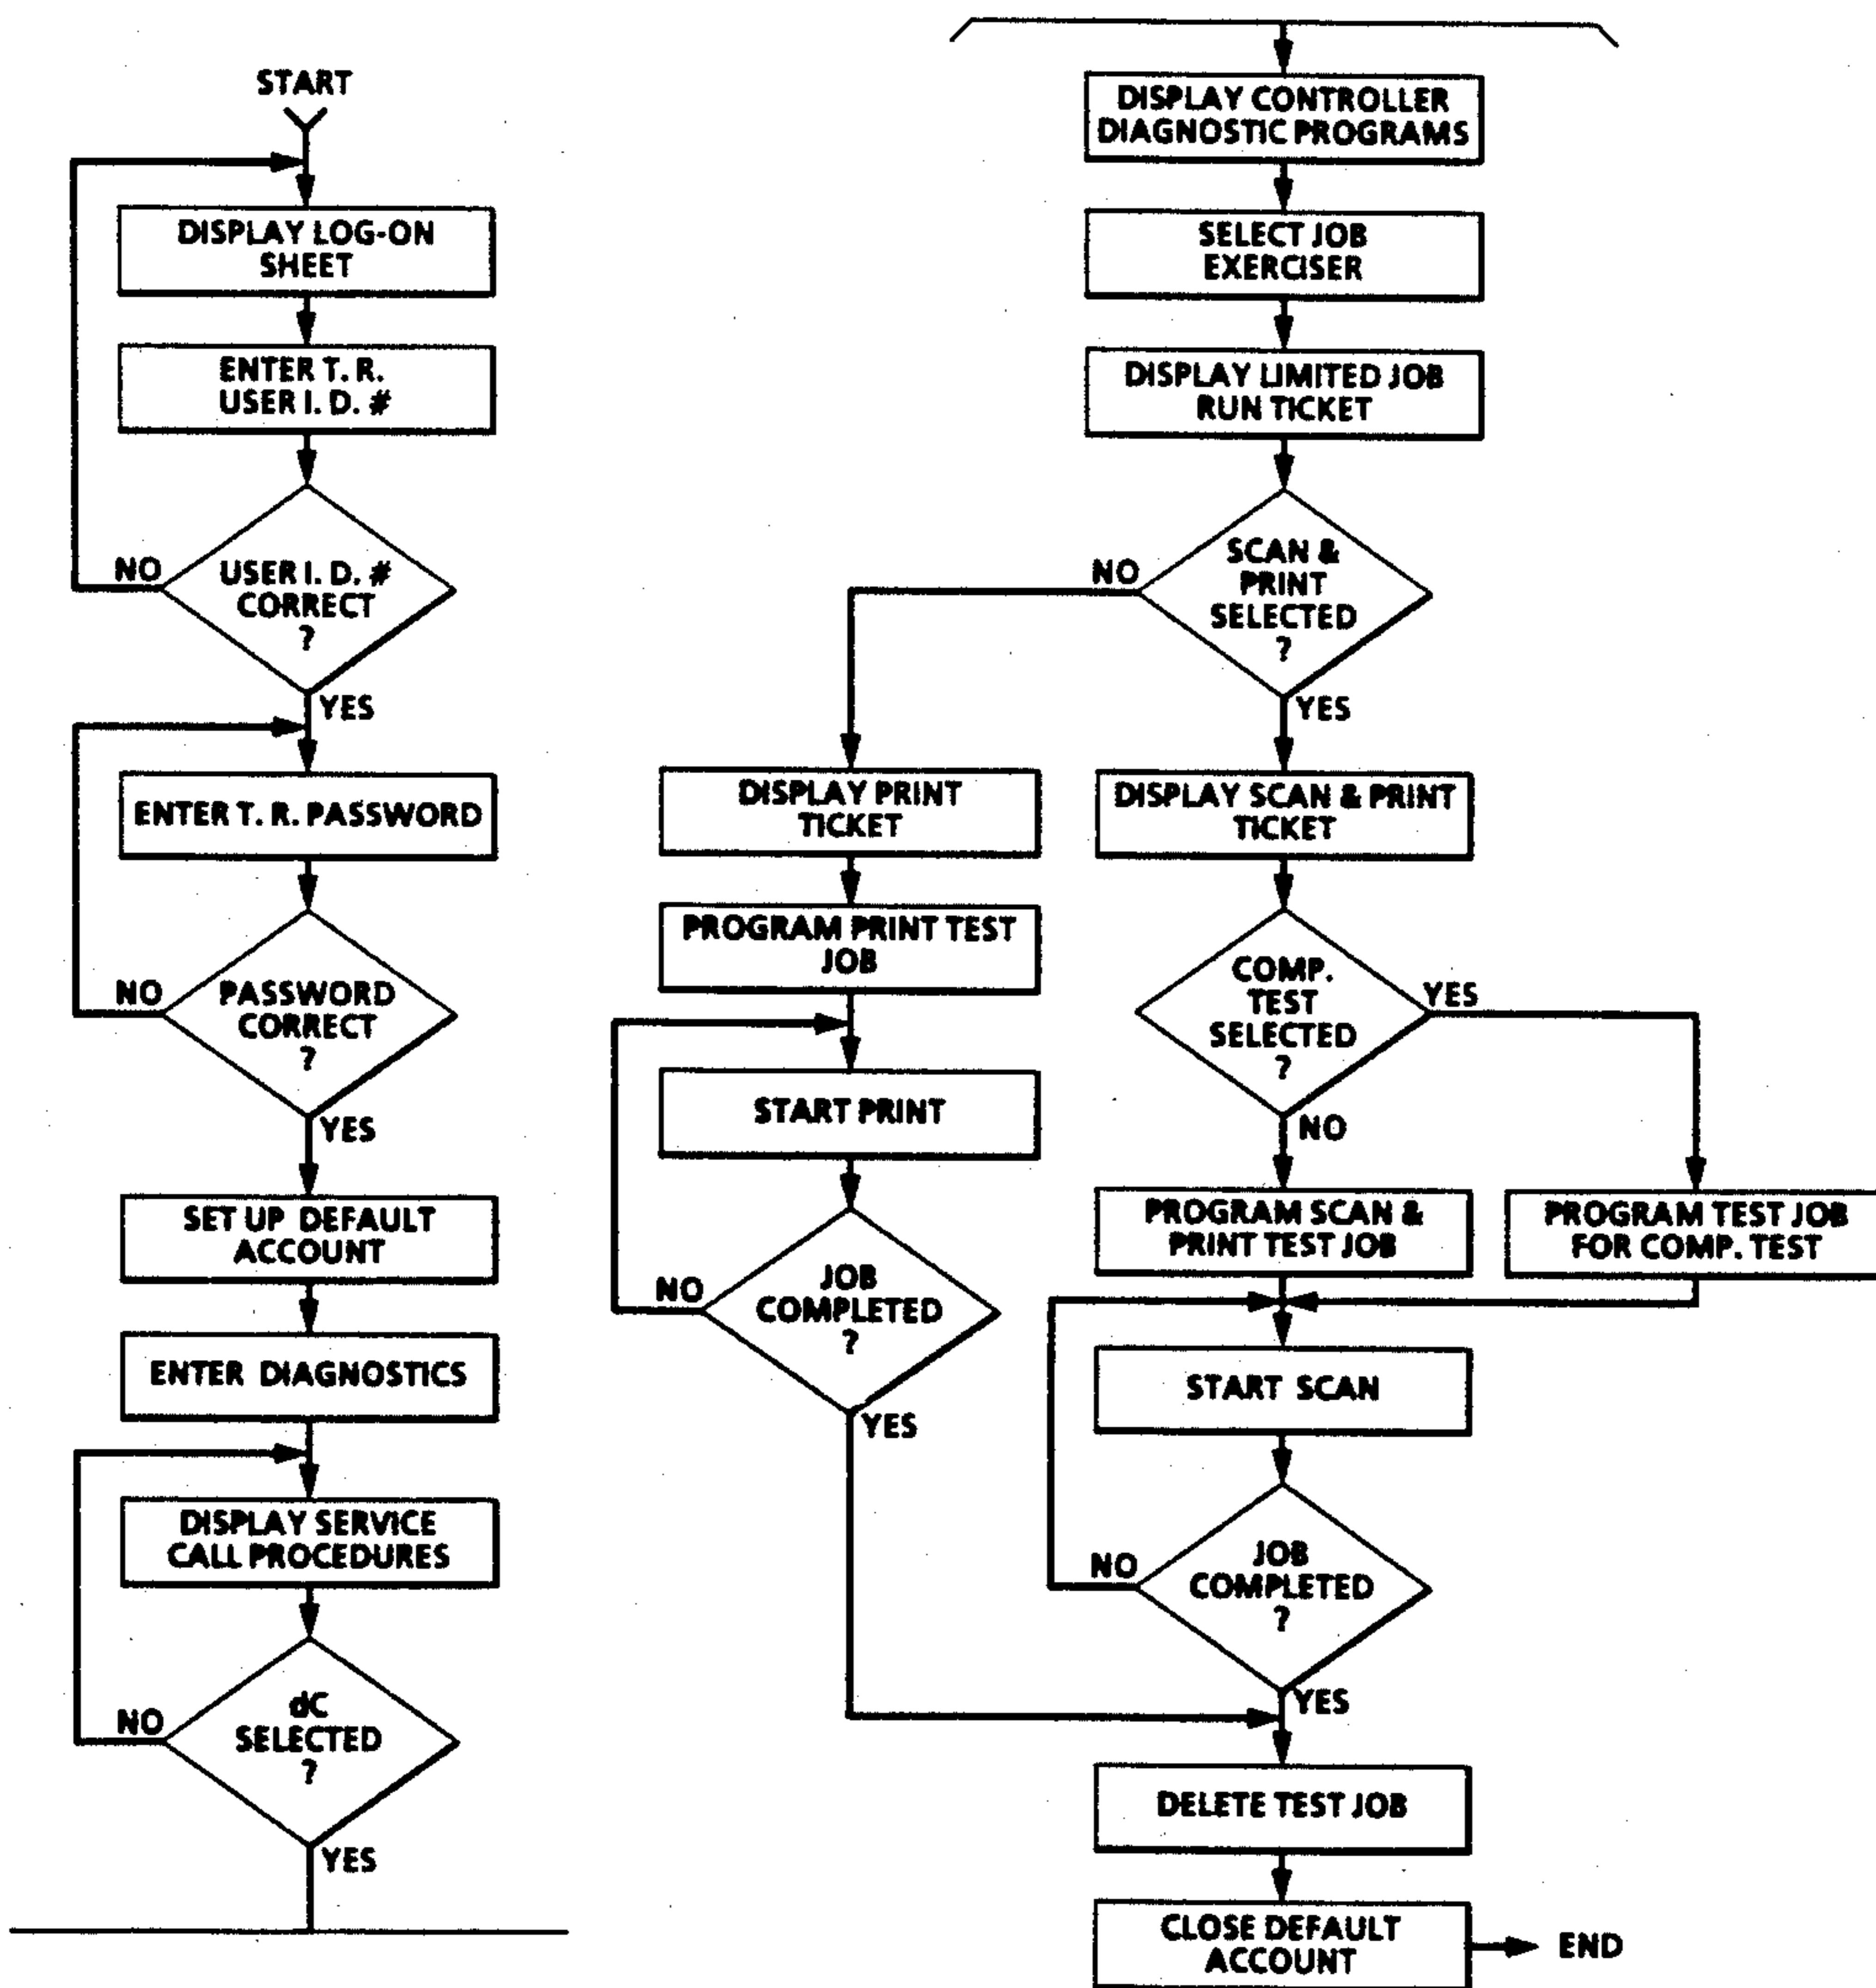 START
DISPLAY LOG-ON
SHEET
ENTER T. R.
USER I. D. #
NO
USER I. D. #
CORRECT
?
YES
ENTER T. R. PASSWORD
NO
PASSWORD
CORRECT
?
YES
SET UP DEFAULT
ACCOUNT
ENTER DIAGNOSTICS
DISPLAY SERVICE
CALL PROCEDURES
NO
dC
SELECTED
?
YES
DISPLAY CONTROLLER
DIAGNOSTIC PROGRAMS
SELECT JOB
EXERCISER
DISPLAY LIMITED JOB
RUN TICKET
NO
SCAN &
PRINT
SELECTED
?
YES
DISPLAY PRINT
TICKET
PROGRAM PRINT TEST
JOB
START PRINT
NO
JOB
COMPLETED
?
YES
DISPLAY SCAN & PRINT
TICKET
COMP.
TEST
SELECTED
?
YES
NO
PROGRAM SCAN &
PRINT TEST JOB
PROGRAM TEST JOB
FOR COMP. TEST
START SCAN
NO
JOB
COMPLETED
?
YES
DELETE TEST JOB
CLOSE DEFAULT
ACCOUNT
END